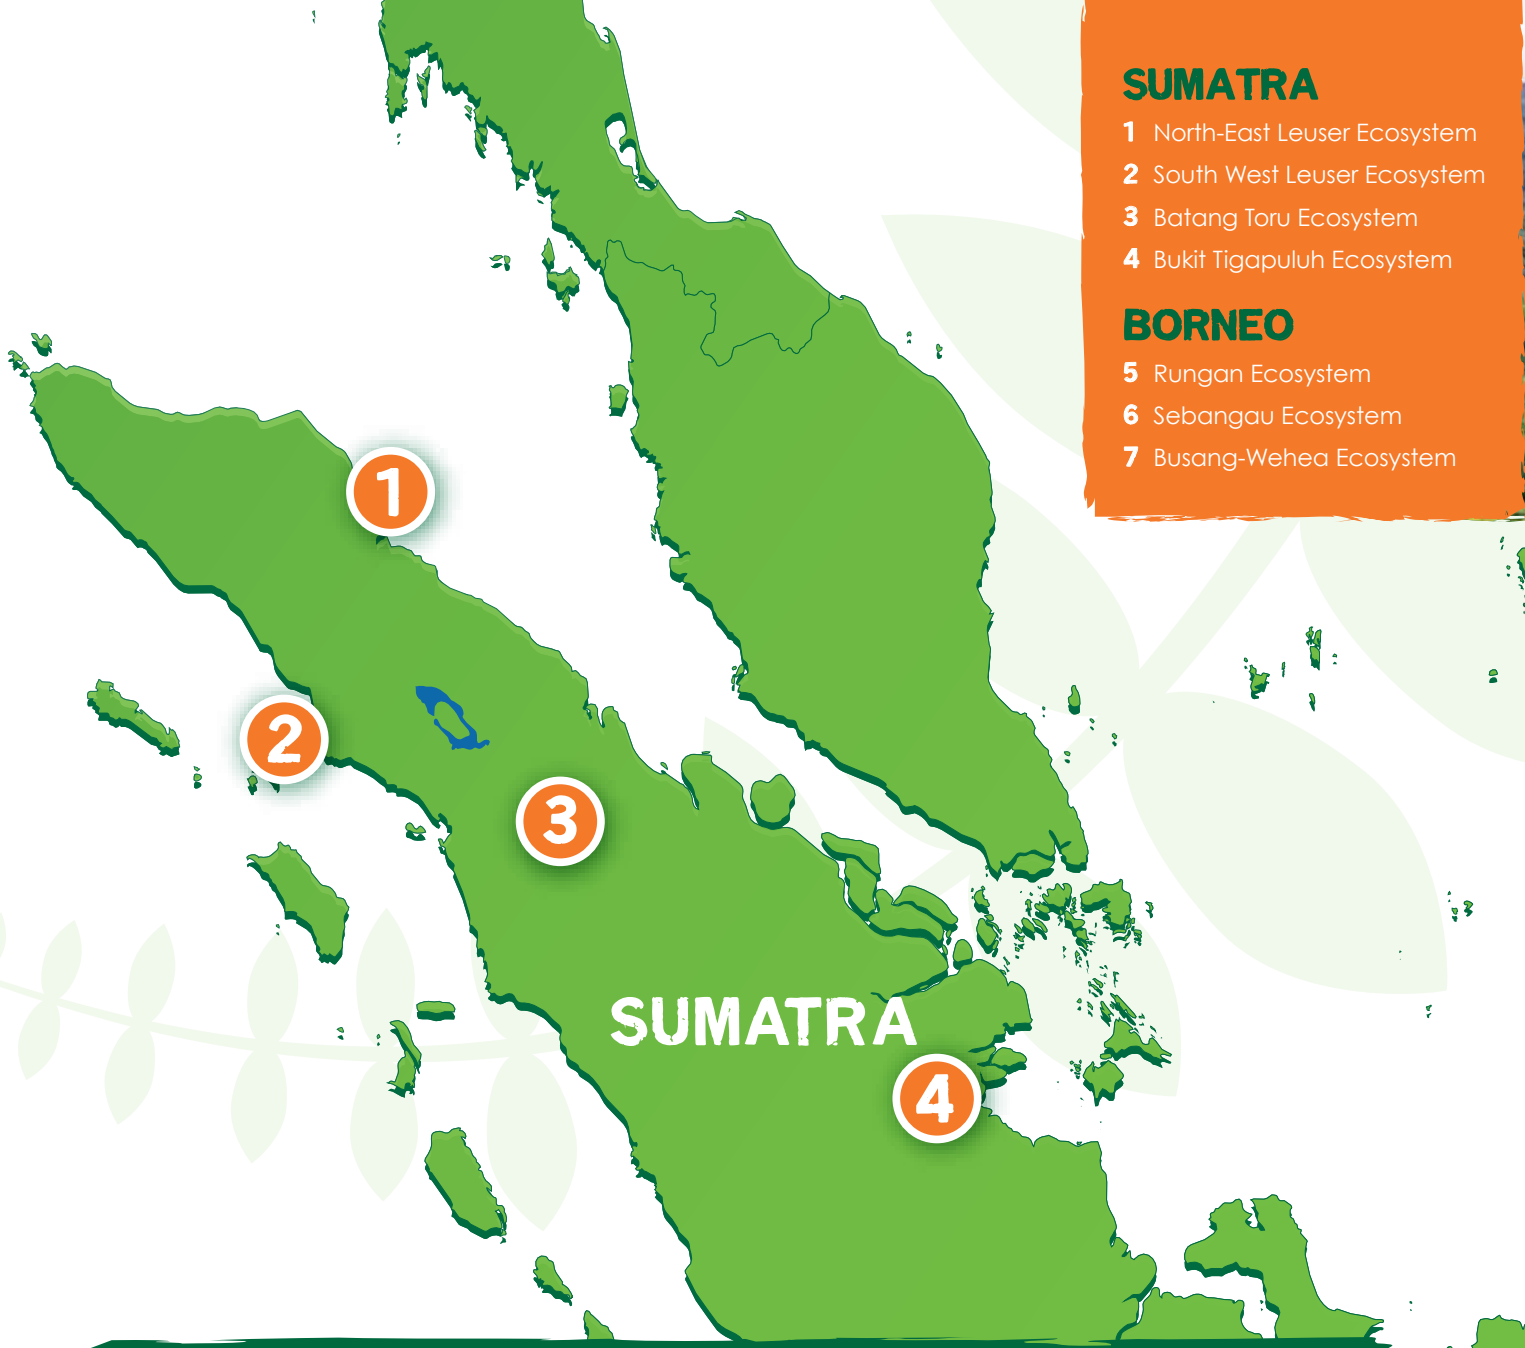 SUMATRA
1 North-East Leuser Ecosystem
2 South West Leuser Ecosystem
3 Batang Toru Ecosystem
4 Bukit Tigapuluh Ecosystem
BORNEO
5 Rungan Ecosystem
6 Sebangau Ecosystem
7 Busang-Wehea Ecosystem
1
2
3
SUMATRA
4